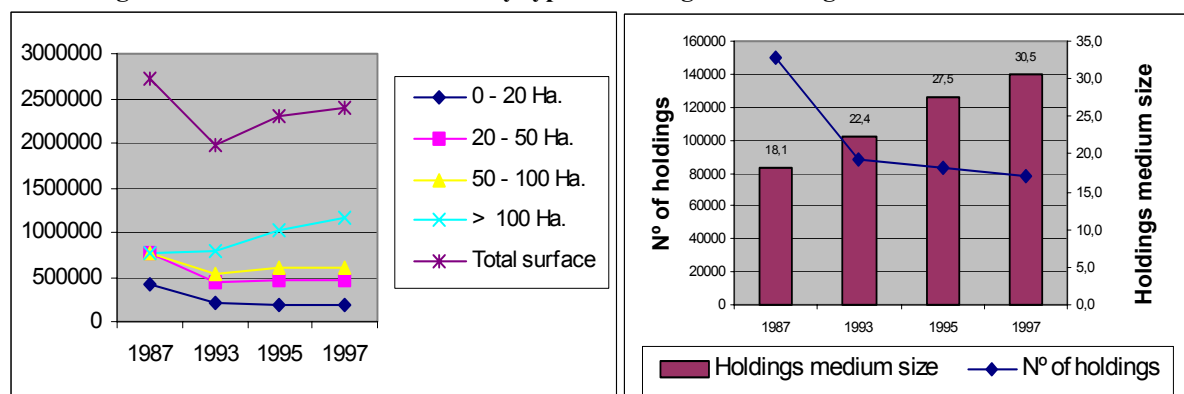 3000000
2500000
2000000
1500000
1000000
500000
0
1987 1993 1995 1997
0 - 20 Ha.
20 - 50 Ha.
50 - 100 Ha.
> 100 Ha.
Total surface
Nº of holdings
160000
140000
120000
100000
80000
60000
40000
20000
0
18,1
22,4
27,5
30,5
35,0
30,0
25,0
20,0
15,0
10,0
5,0
0,0
Holdings medium size
1987 1993 1995 1997
Holdings medium size Nº of holdings